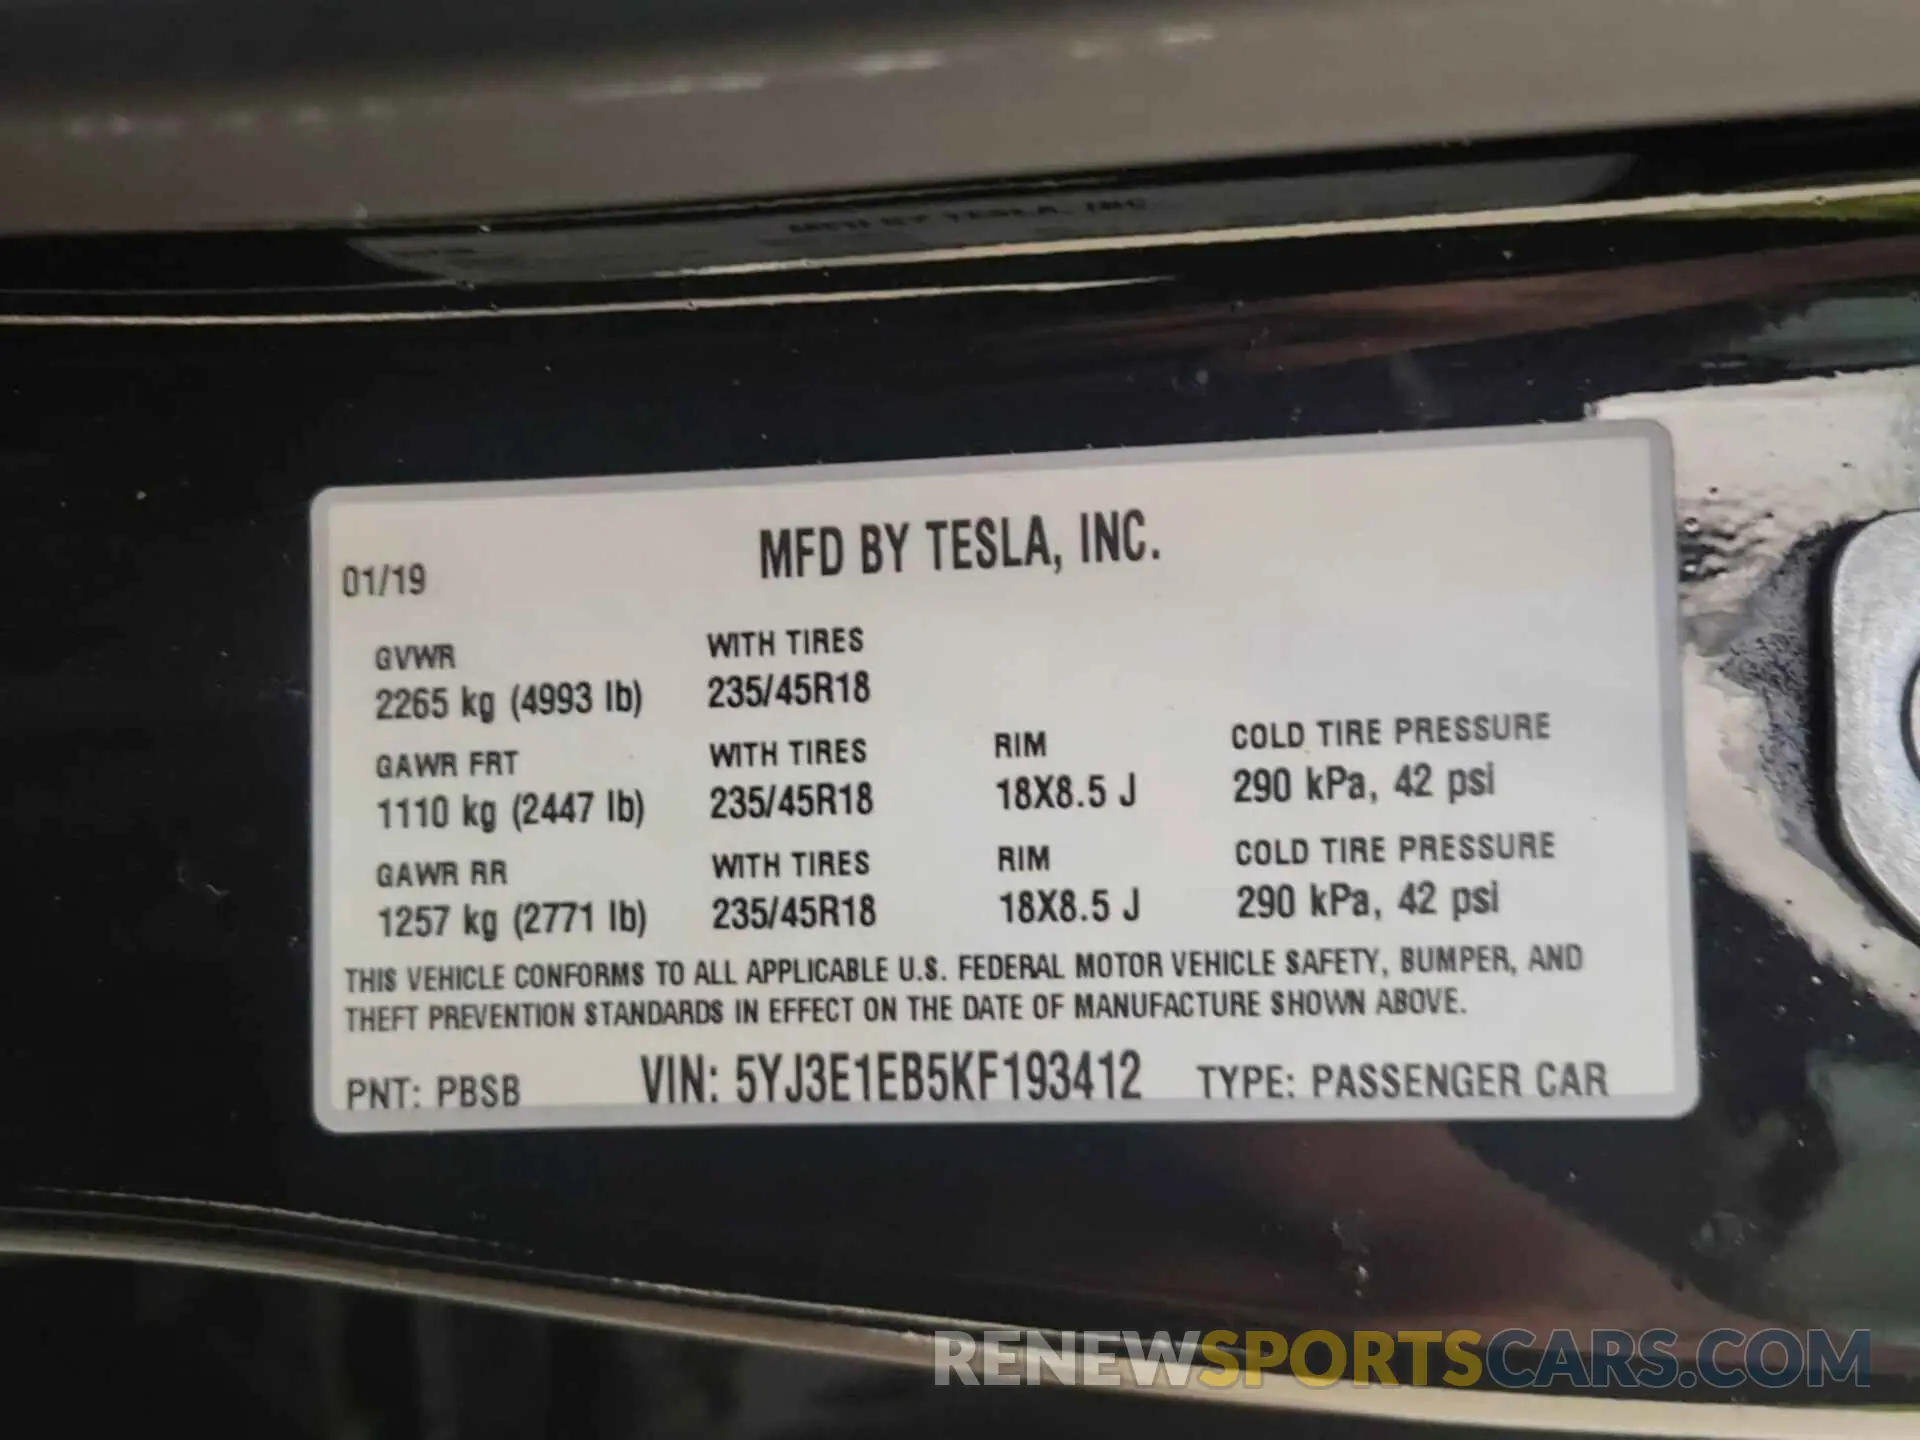 MFD BY TESLA, INC.
01/19 MFD BY TESLA, INC.
GVWR WITH TIRES
2265 kg (4993 lb) 235/45R18
GAWR FRT WITH TIRES RIM COLD TIRE PRESSURE
1110 kg (2447 lb) 235/45R18 18X8.5 J 290 kPa, 42 psi
GAWR RR WITH TIRES RIM COLD TIRE PRESSURE
1257 kg (2771 lb) 235/45R18 18X8.5 J 290 kPa, 42 psi
THIS VEHICLE CONFORMS TO ALL APPLICABLE U.S. FEDERAL MOTOR VEHICLE SAFETY, BUMPER, AND
THEFT PREVENTION STANDARDS IN EFFECT ON THE DATE OF MANUFACTURE SHOWN ABOVE.
PNT: PBSB VIN: 5YJ3E1EB5KF193412 TYPE: PASSENGER CAR
RENEWSPORTSCARS.COM